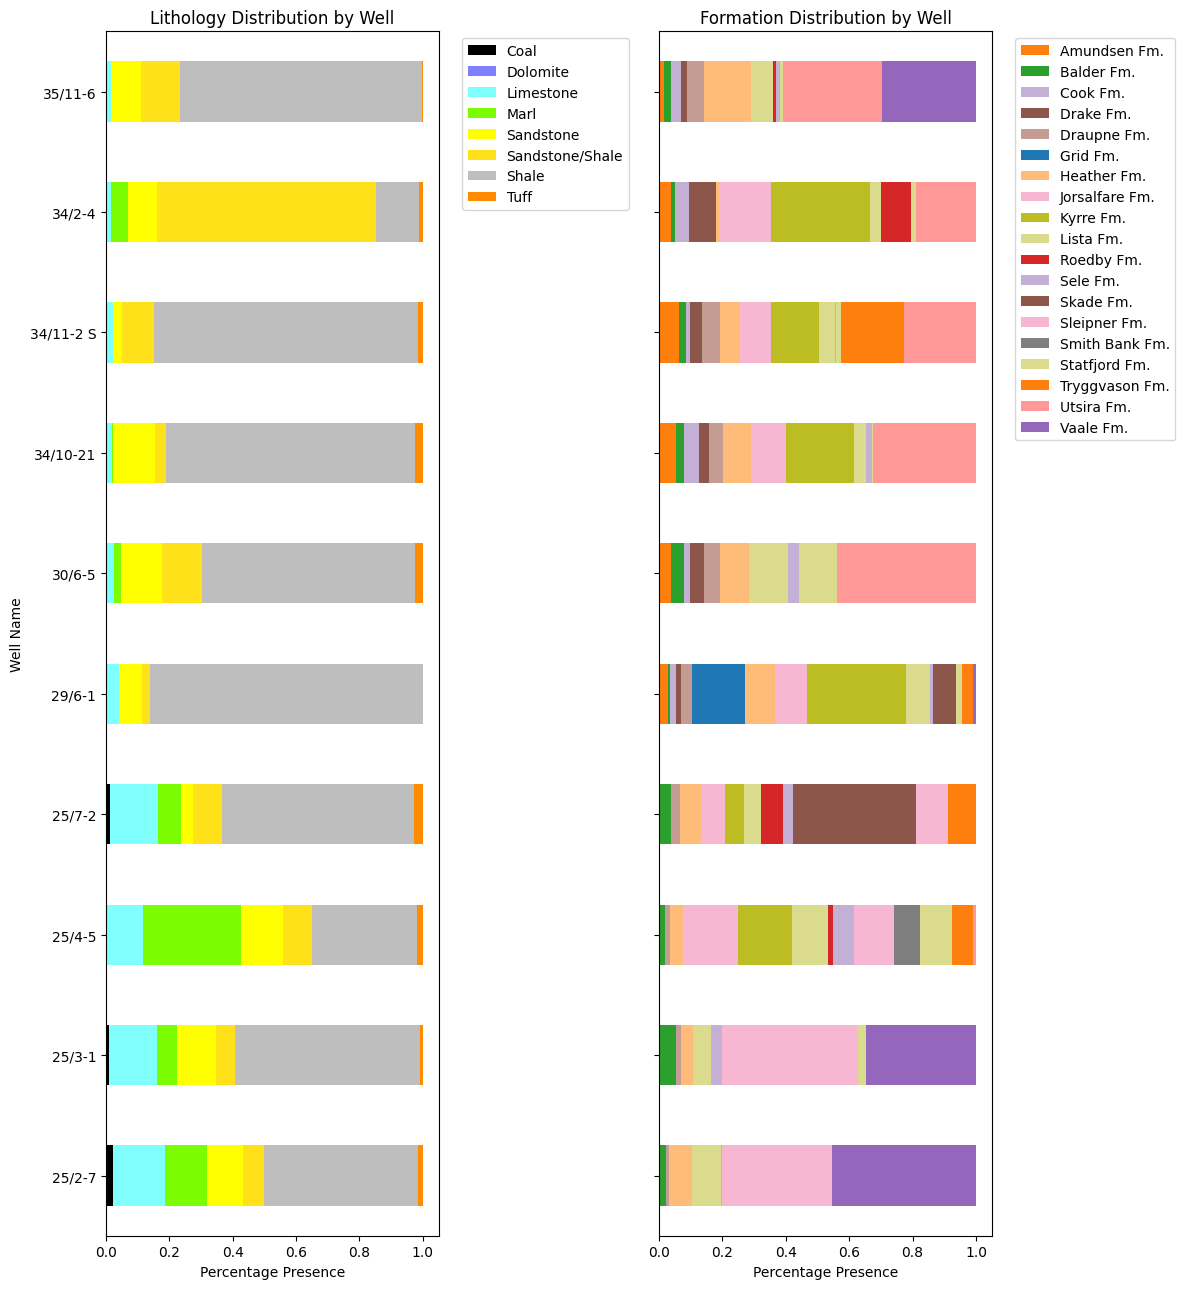 Lithology Distribution by Well
Well Name
35/11-6
34/2-4
34/11-2 S
34/10-21
30/6-5
29/6-1
25/7-2
25/4-5
25/3-1
25/2-7
0.0 0.2 0.4 0.6 0.8 1.0
Percentage Presence
Coal
Dolomite
Limestone
Marl
Sandstone
Sandstone/Shale
Shale
Tuff
Formation Distribution by Well
0.0 0.2 0.4 0.6 0.8 1.0
Percentage Presence
Amundsen Fm.
Balder Fm.
Cook Fm.
Drake Fm.
Draupne Fm.
Grid Fm.
Heather Fm.
Jorsalfare Fm.
Kyrre Fm.
Lista Fm.
Roedby Fm.
Sele Fm.
Skade Fm.
Sleipner Fm.
Smith Bank Fm.
Statfjord Fm.
Tryggvason Fm.
Utsira Fm.
Vaale Fm.